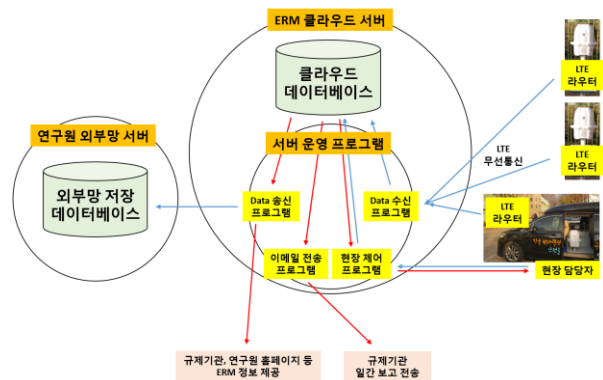 ERM 클라우드 서버
클라우드
데이터베이스
LTE
라우터
연구원 외부망 서버
서버 운영 프로그램
LTE
무선통신
LTE
라우터
외부망 저장
데이터베이스
Data 송신
프로그램
Data 수신
프로그램
LTE
라우터
이메일 전송
프로그램
현장 제어
프로그램
현장 담당자
규제기관, 연구원 홈페이지 등
ERM 정보 제공
규제기관
일간 보고 전송